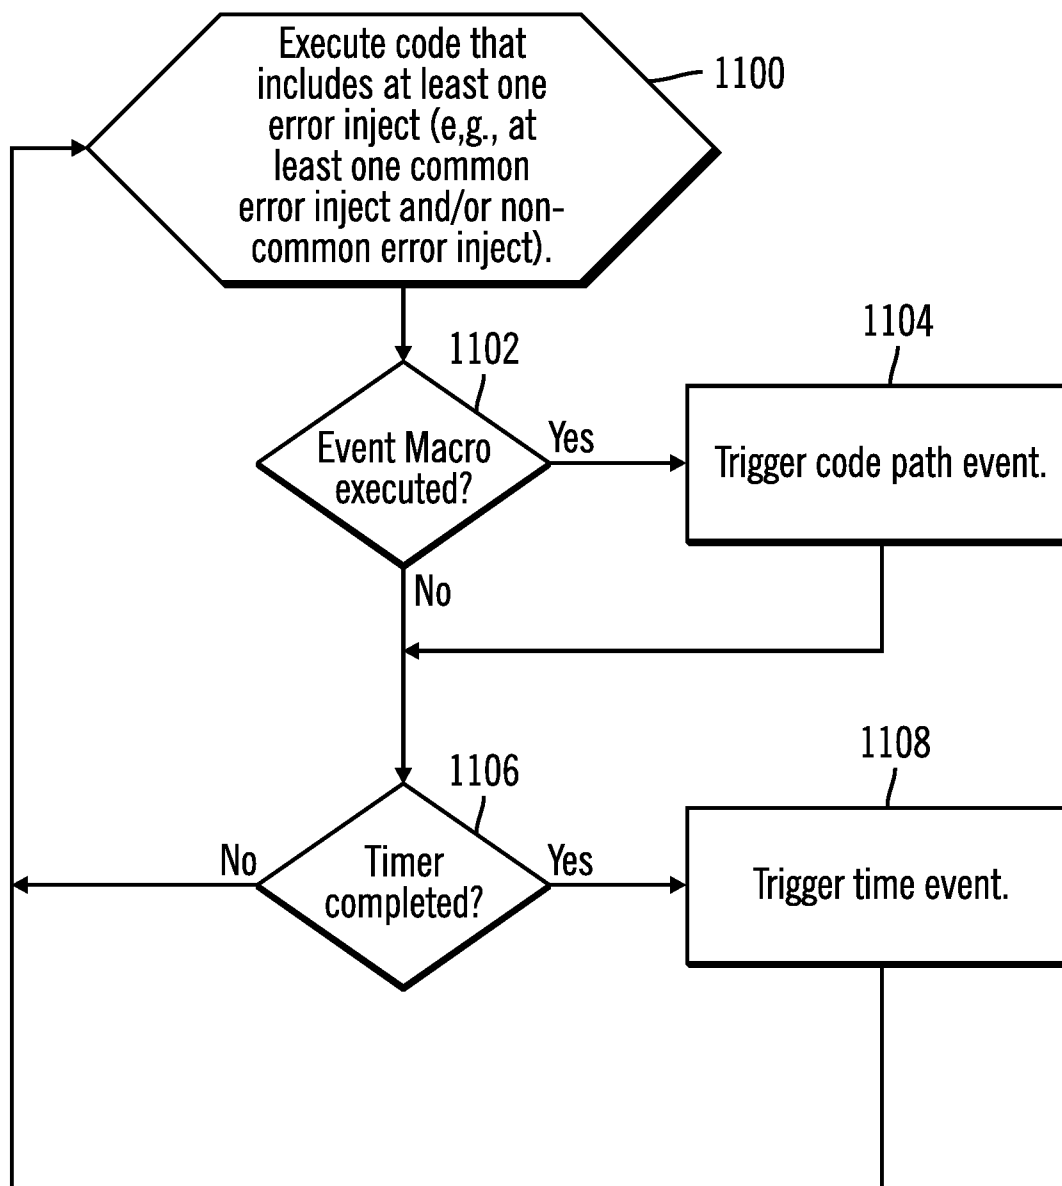 Execute code that
includes at least one
error inject (e,g., at
least one common
error inject and/or non-
common error inject).
1100
1102
Event Macro
executed?
Yes
No
1104
Trigger code path event.
1106
Timer
completed?
No
Yes
1108
Trigger time event.